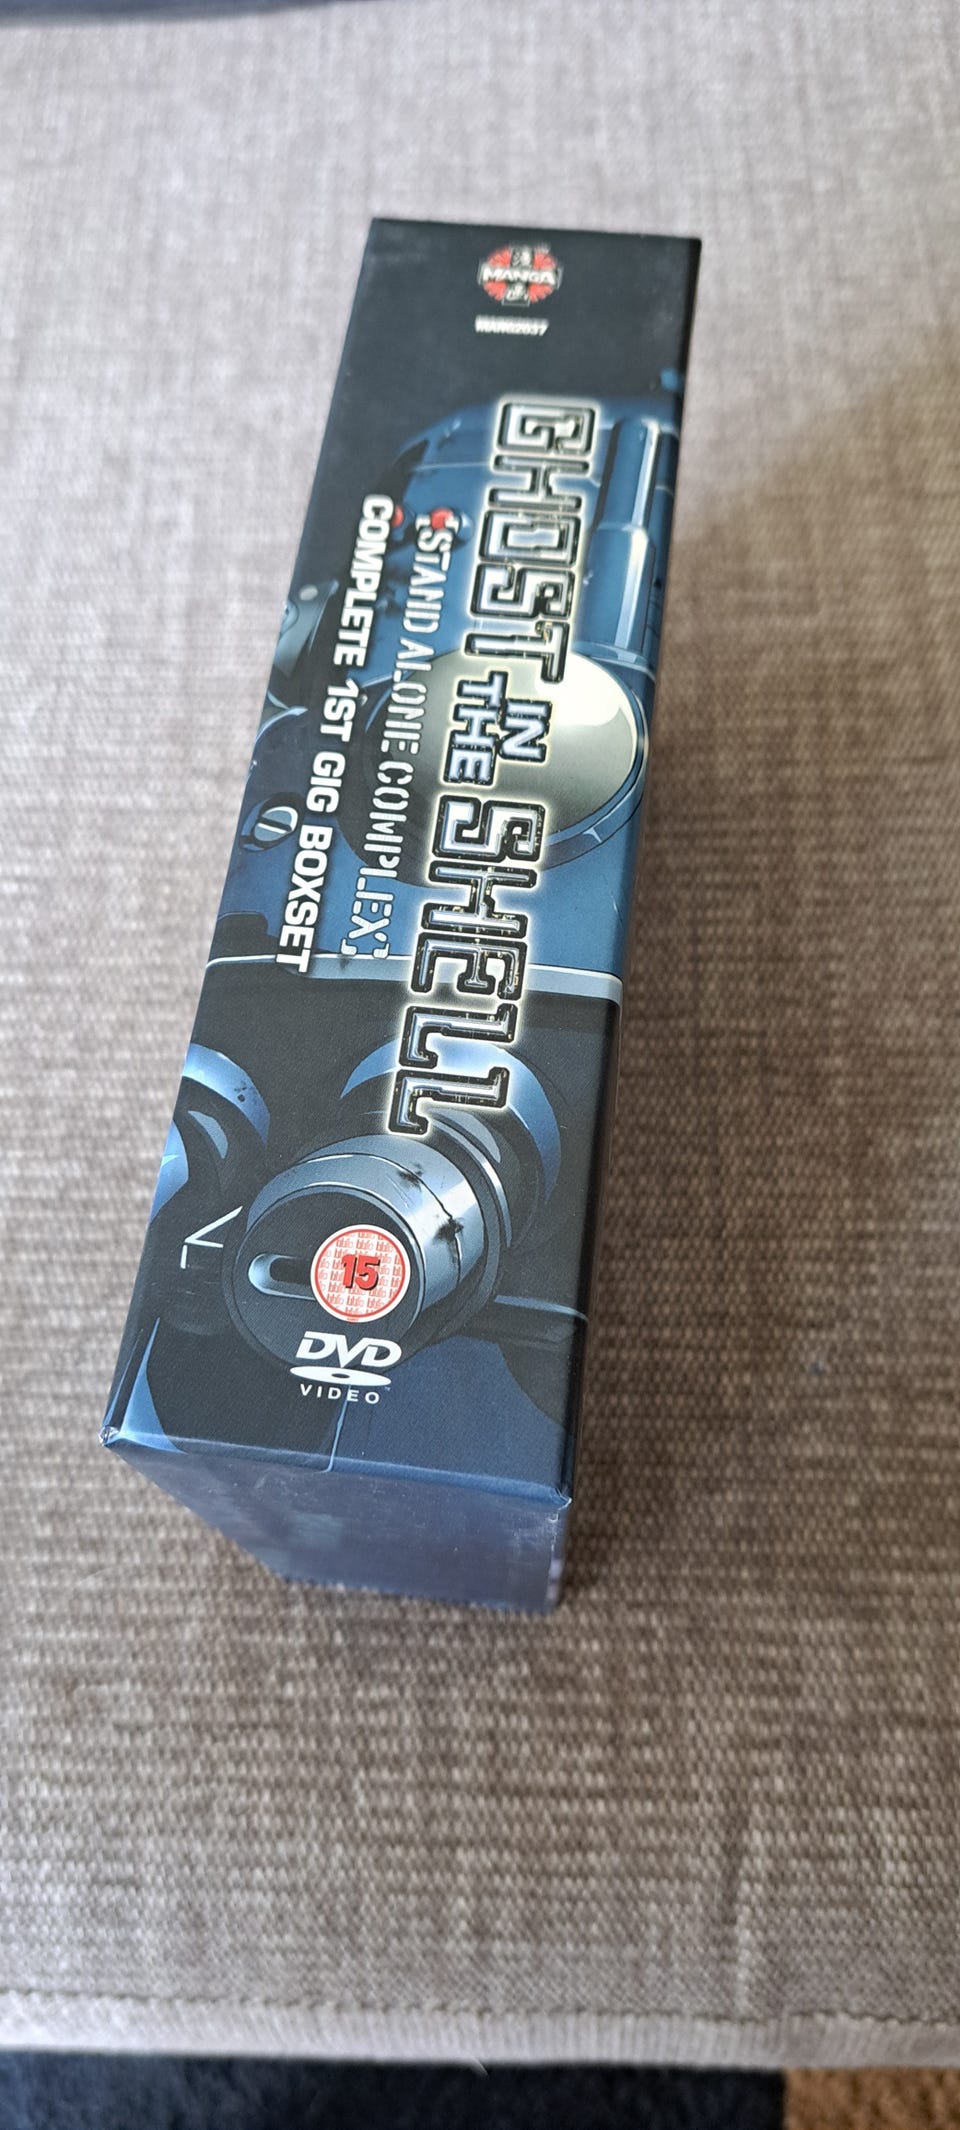 MANGA
MANG2037
GHOST IN THE SHELL
[STAND ALONE COMPLEX]
COMPLETE 1ST GIG BOXSET
15
DVD
VIDEO